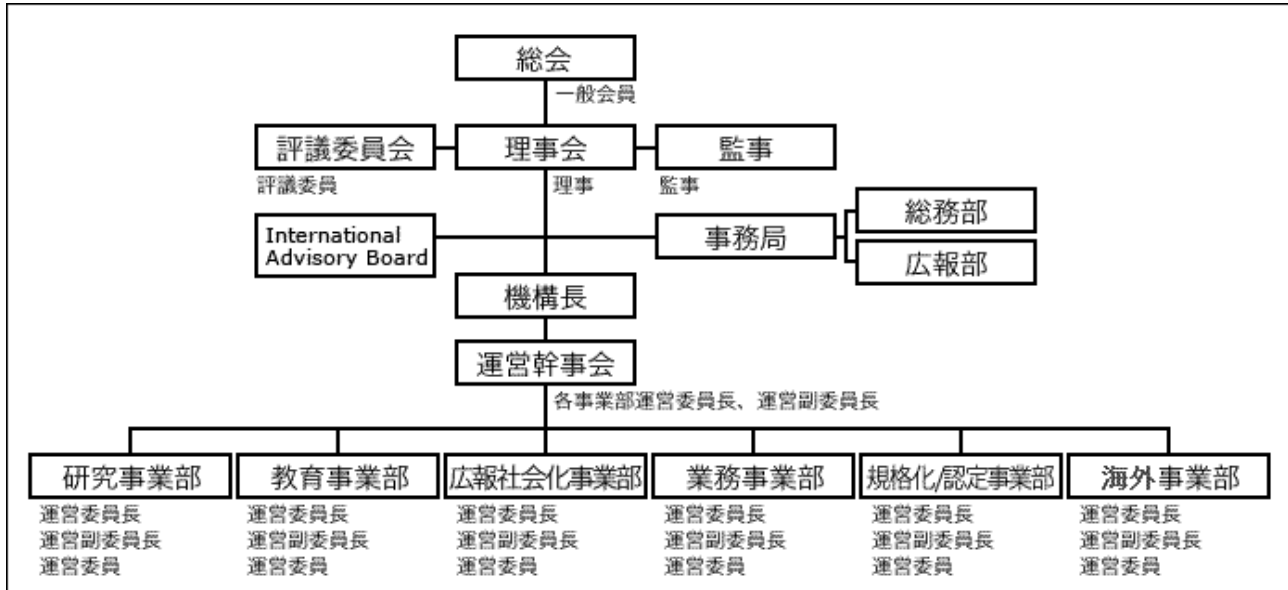 総会
一般会員
評議委員会
理事会
監事
評議委員
理事
監事
International
Advisory Board
事務局
総務部
広報部
機構長
運営幹事会
各事業部運営委員長、運営副委員長
研究事業部
教育事業部
広報社会化事業部
業務事業部
規格化/認定事業部
海外事業部
運営委員長
運営副委員長
運営委員
運営委員長
運営副委員長
運営委員
運営委員長
運営副委員長
運営委員
運営委員長
運営副委員長
運営委員
運営委員長
運営副委員長
運営委員
運営委員長
運営副委員長
運営委員